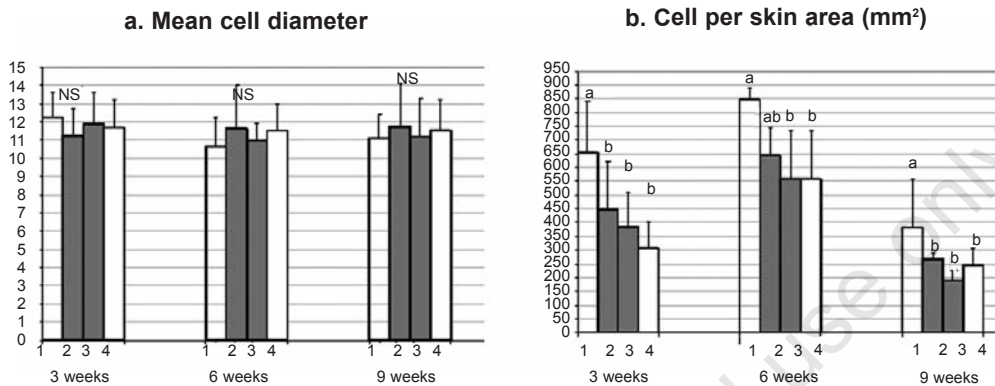 a. Mean cell diameter
15
14
13
12
11
10
9
8
7
6
5
4
3
2
1
0
NS
NS
NS
1 2 3 4
1 2 3 4
1 2 3 4
3 weeks
6 weeks
9 weeks
b. Cell per skin area (mm²)
950
900
850
800
750
700
650
600
550
500
450
400
350
300
250
200
150
100
50
0
a
b
b
b
a
ab
b
b
a
b
b
b
1 2 3 4
1 2 3 4
1 2 3 4
3 weeks
6 weeks
9 weeks
use only